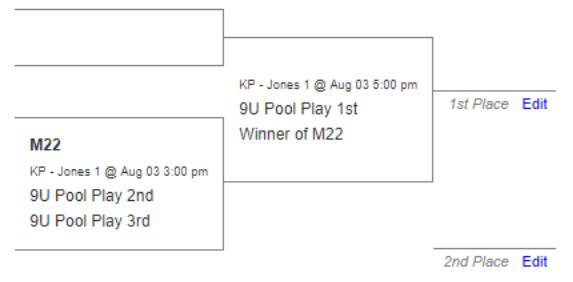 KP - Jones 1 @ Aug 03 5:00 pm
9U Pool Play 1st
Winner of M22
1st Place Edit
M22
KP - Jones 1 @ Aug 03 3:00 pm
9U Pool Play 2nd
9U Pool Play 3rd
2nd Place Edit